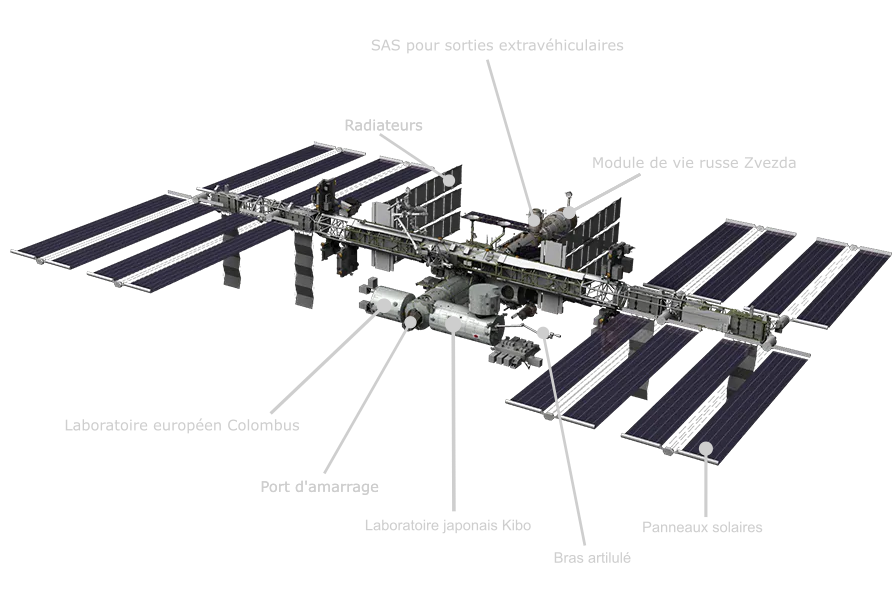 SAS pour sorties extravéhiculaires
Radiateurs
Module de vie russe Zvezda
Laboratoire européen Colombus
Port d'amarrage
Laboratoire japonais Kibo
Panneaux solaires
Bras artilulé